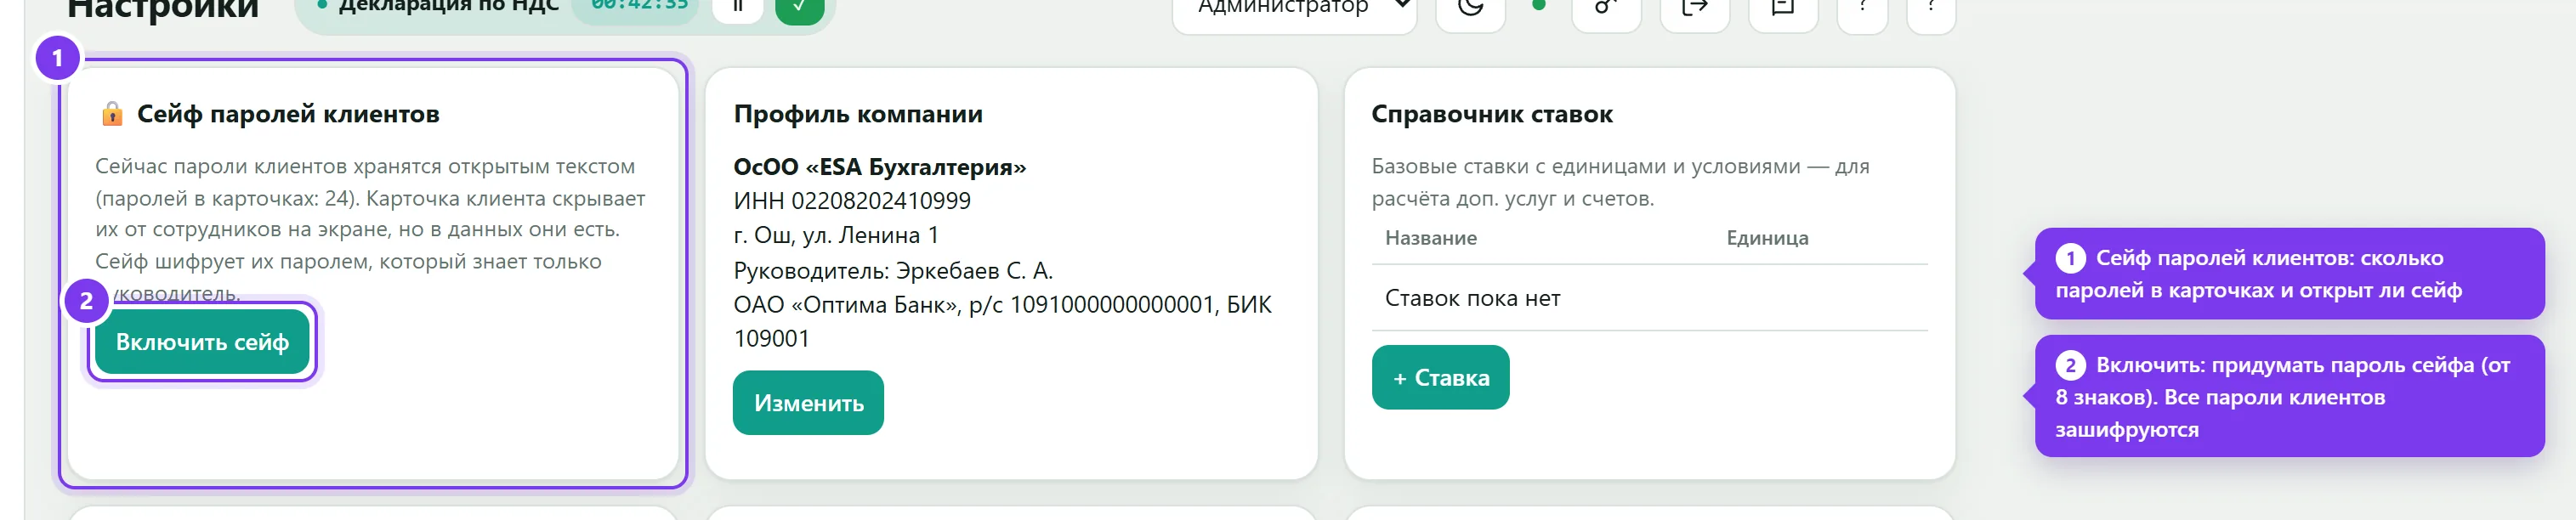 Настройки
Декларация по НДС 00:42:35
Администратор
?
?
1
Сейф паролей клиентов
Сейчас пароли клиентов хранятся открытым текстом
(паролей в карточках: 24). Карточка клиента скрывает
их от сотрудников на экране, но в данных они есть.
Сейф шифрует их паролем, который знает только
руководитель.
2
Включить сейф
Профиль компании
ОсОО «ESA Бухгалтерия»
ИНН 02208202410999
г. Ош, ул. Ленина 1
Руководитель: Эркебаев С. А.
ОАО «Оптима Банк», р/с 1091000000000001, БИК
109001
Изменить
Справочник ставок
Базовые ставки с единицами и условиями — для
расчёта доп. услуг и счетов.
Название Единица
Ставок пока нет
+ Ставка
1 Сейф паролей клиентов: сколько
паролей в карточках и открыт ли сейф
2 Включить: придумать пароль сейфа (от
8 знаков). Все пароли клиентов
зашифруются